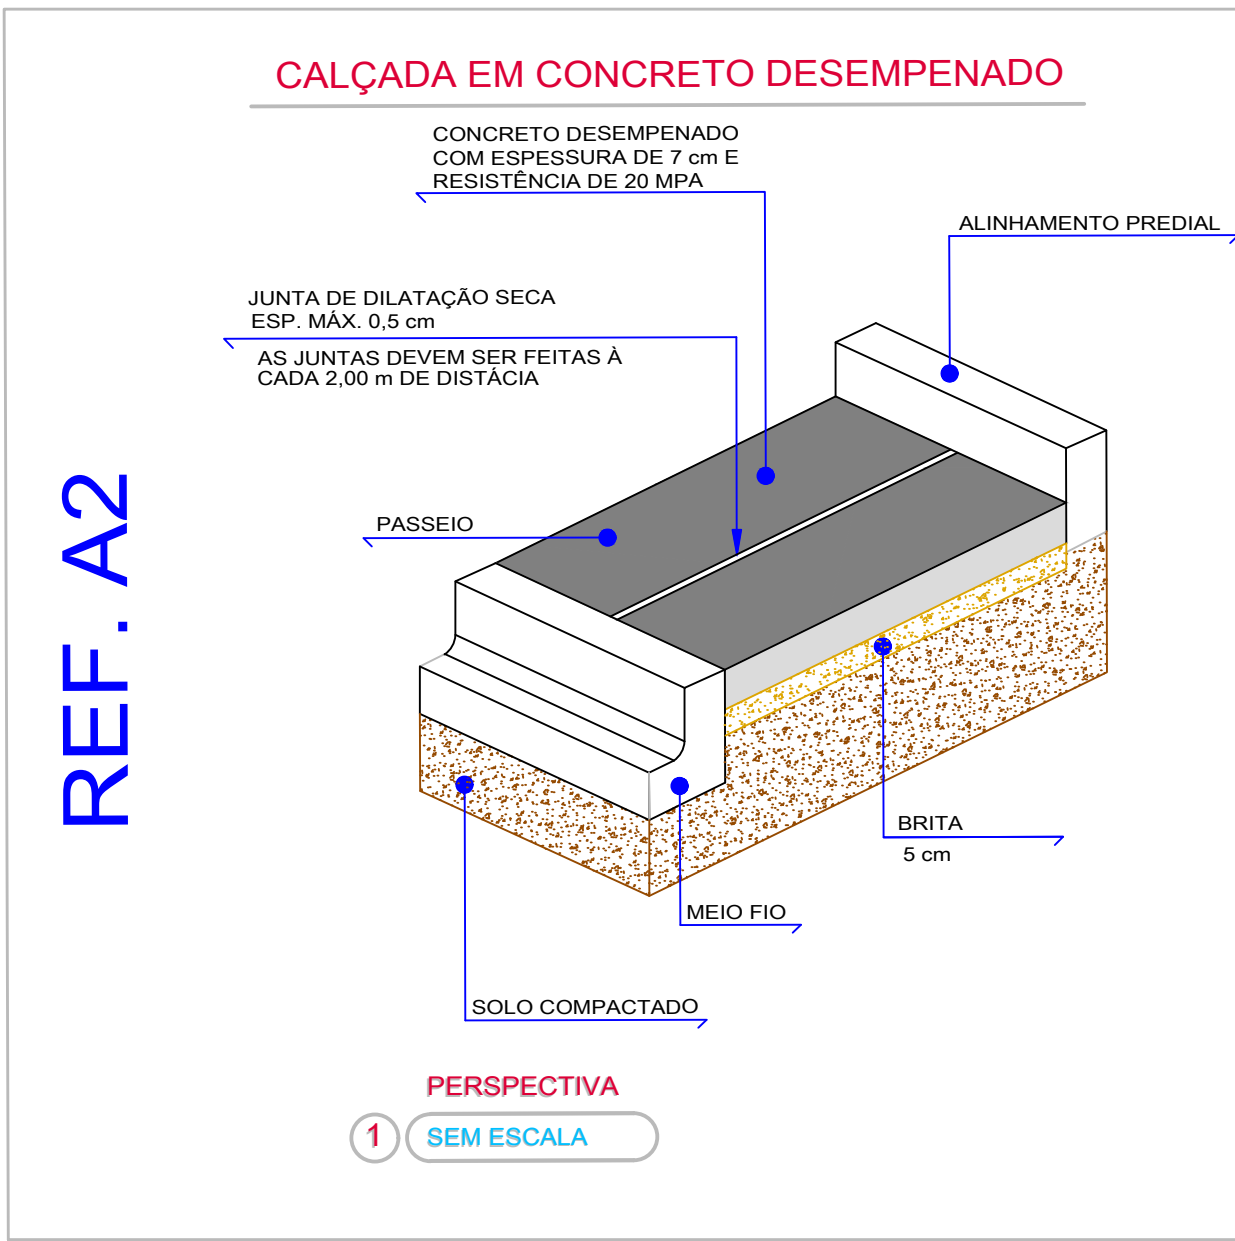 CALÇADA EM CONCRETO DESEMPENADO
CONCRETO DESEMPENADO
COM ESPESSURA DE 7 cm E
RESISTÊNCIA DE 20 MPA
ALINHAMENTO PREDIAL
JUNTA DE DILATAÇÃO SECA
ESP. MÁX. 0,5 cm
AS JUNTAS DEVEM SER FEITAS À
CADA 2,00 m DE DISTÁCIA
REF. A2
PASSEIO
BRITA
5 cm
MEIO FIO
SOLO COMPACTADO
PERSPECTIVA
1 SEM ESCALA